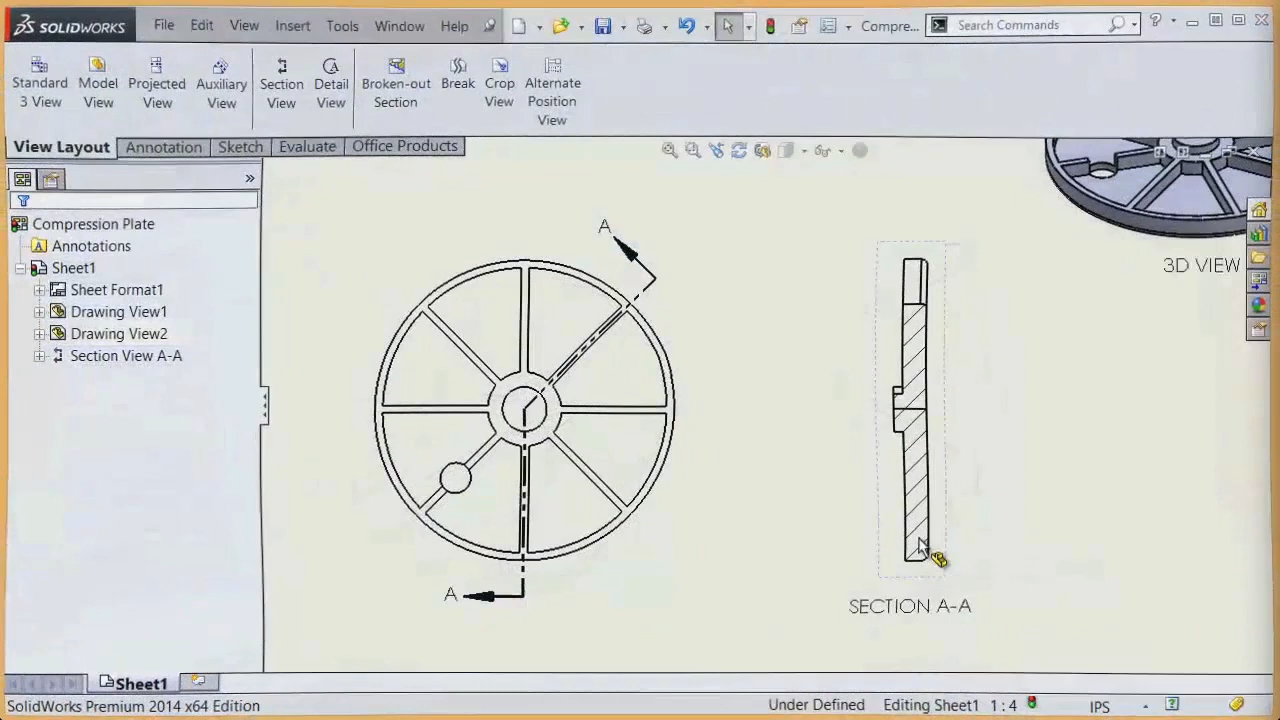 SOLIDWORKS File Edit View Insert Tools Window Help Compre... Search Commands
Standard 3 View
Model View
Projected View
Auxiliary View
Section View
Detail View
Broken-out Section
Break
Crop View
Alternate Position View
View Layout Annotation Sketch Evaluate Office Products
Compression Plate
Annotations
Sheet1
Sheet Format1
Drawing View1
Drawing View2
Section View A-A
A
A
SECTION A-A
3D VIEW
Sheet1
SolidWorks Premium 2014 x64 Edition Under Defined Editing Sheet1 1 : 4 IPS